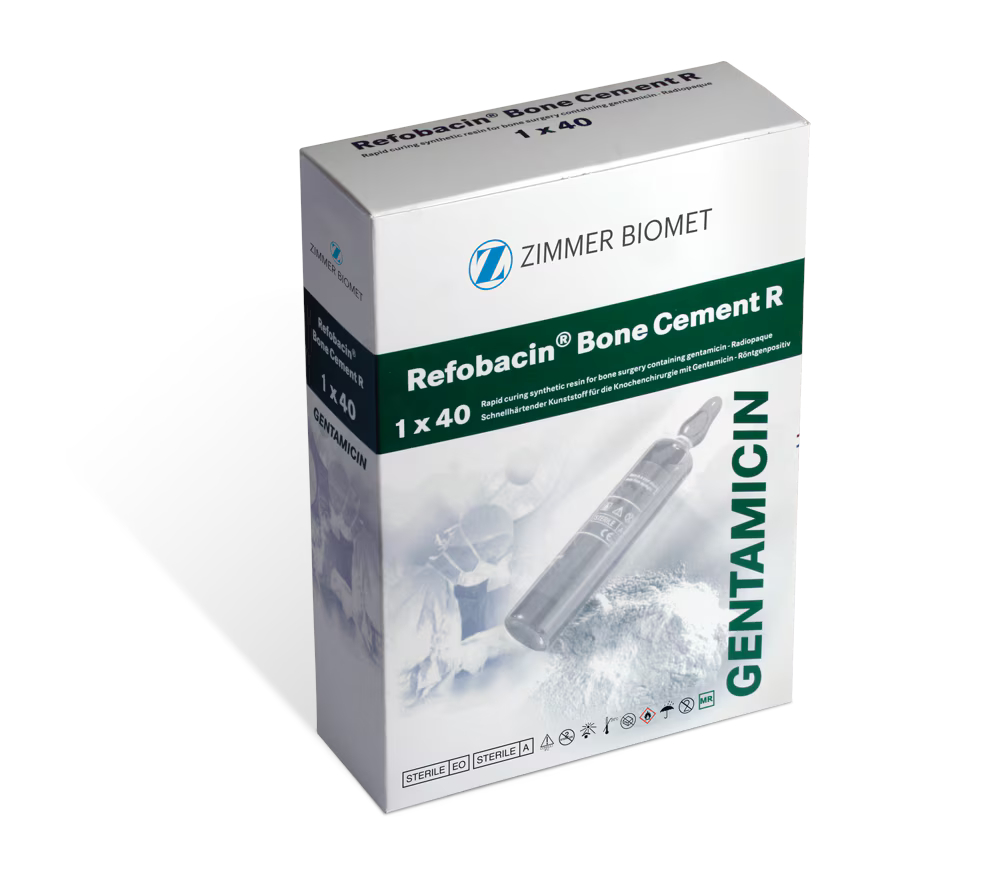 Refobacin® Bone Cement R
Rapid curing synthetic resin for bone surgery containing gentamicin - Radiopaque
1 x 40
ZIMMER BIOMET
Refobacin® Bone Cement R
1 x 40
Rapid curing synthetic resin for bone surgery containing gentamicin - Radiopaque
Schnellhärtender Kunststoff für die Knochenchirurgie mit Gentamicin - Röntgenpositiv
GENTAMICIN
STERILE EO
STERILE A
MR
ZIMMER BIOMET
Refobacin®
Bone Cement R
1 x 40
GENTAMICIN